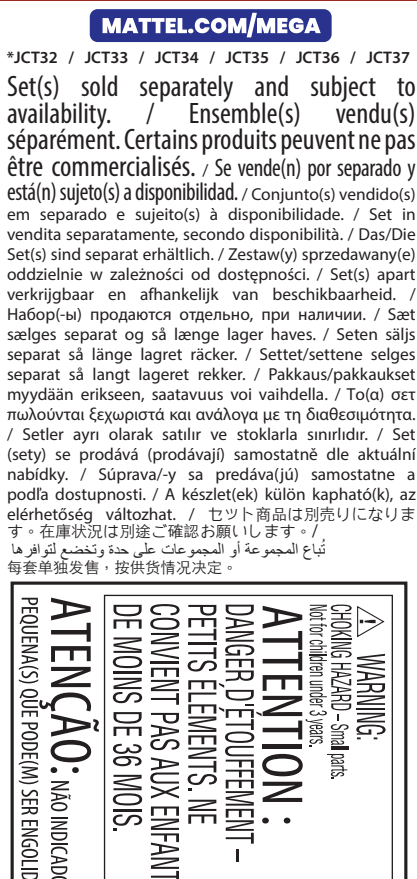 MATTEL.COM/MEGA
*JCT32 / JCT33 / JCT34 / JCT35 / JCT36 / JCT37
Set(s) sold separately and subject to
availability. / Ensemble(s) vendu(s)
séparément. Certains produits peuvent ne pas
être commercialisés. / Se vende(n) por separado y
está(n) sujeto(s) a disponibilidad. / Conjunto(s) vendido(s)
em separado e sujeito(s) à disponibilidade. / Set in
vendita separatamente, secondo disponibilità. / Das/Die
Set(s) sind separat erhältlich. / Zestaw(y) sprzedawany(e)
oddzielnie w zależności od dostępności. / Set(s) apart
verkrijgbaar en afhankelijk van beschikbaarheid. /
Набор(-ы) продаются отдельно, при наличии. / Sæt
sælges separat og så længe lager haves. / Seten säljs
separat så länge lagret räcker. / Settet/settene selges
separat så langt lageret rekker. / Pakkaus/pakkaukset
myydään erikseen, saatavuus voi vaihdella. / Το(α) σετ
πωλούνται ξεχωριστά και ανάλογα με τη διαθεσιμότητα.
/ Setler ayrı olarak satılır ve stoklarla sınırlıdır. / Set
(sety) se prodává (prodávají) samostatně dle aktuální
nabídky. / Súprava/-y sa predáva(jú) samostatne a
podľa dostupnosti. / A készlet(ek) külön kapható(k), az
elérhetőség változhat. / セット商品は別売りになりま
す。在庫状況は別途ご確認お願いします。/
تُباع المجموعة أو المجموعات على حدة وتخضع لتوافرها
每套单独发售，按供货情况决定。
WARNING:
CHOKING HAZARD – Small parts.
Not for children under 3 years.
ATTENTION :
DANGER D'ÉTOUFFEMENT –
PETITS ÉLÉMENTS. NE
CONVIENT PAS AUX ENFANT
DE MOINS DE 36 MOIS.
ATENÇÃO: NÃO INDICADO
PEQUENA(S) QUE PODE(M) SER ENGOLID